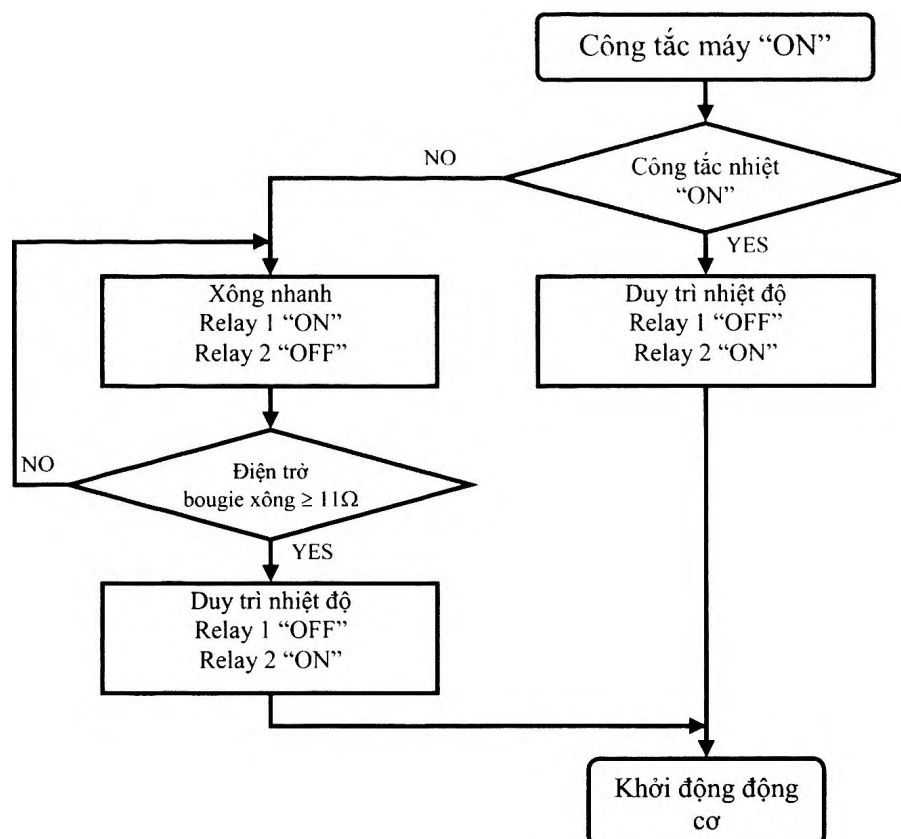 Công tắc máy “ON”
NO
Công tắc nhiệt
“ON”
YES
Xông nhanh
Relay 1 “ON”
Relay 2 “OFF”
Duy trì nhiệt độ
Relay 1 “OFF”
Relay 2 “ON”
NO
Điện trở
bougie xông ≥ 11Ω
YES
Duy trì nhiệt độ
Relay 1 “OFF”
Relay 2 “ON”
Khởi động động
cơ